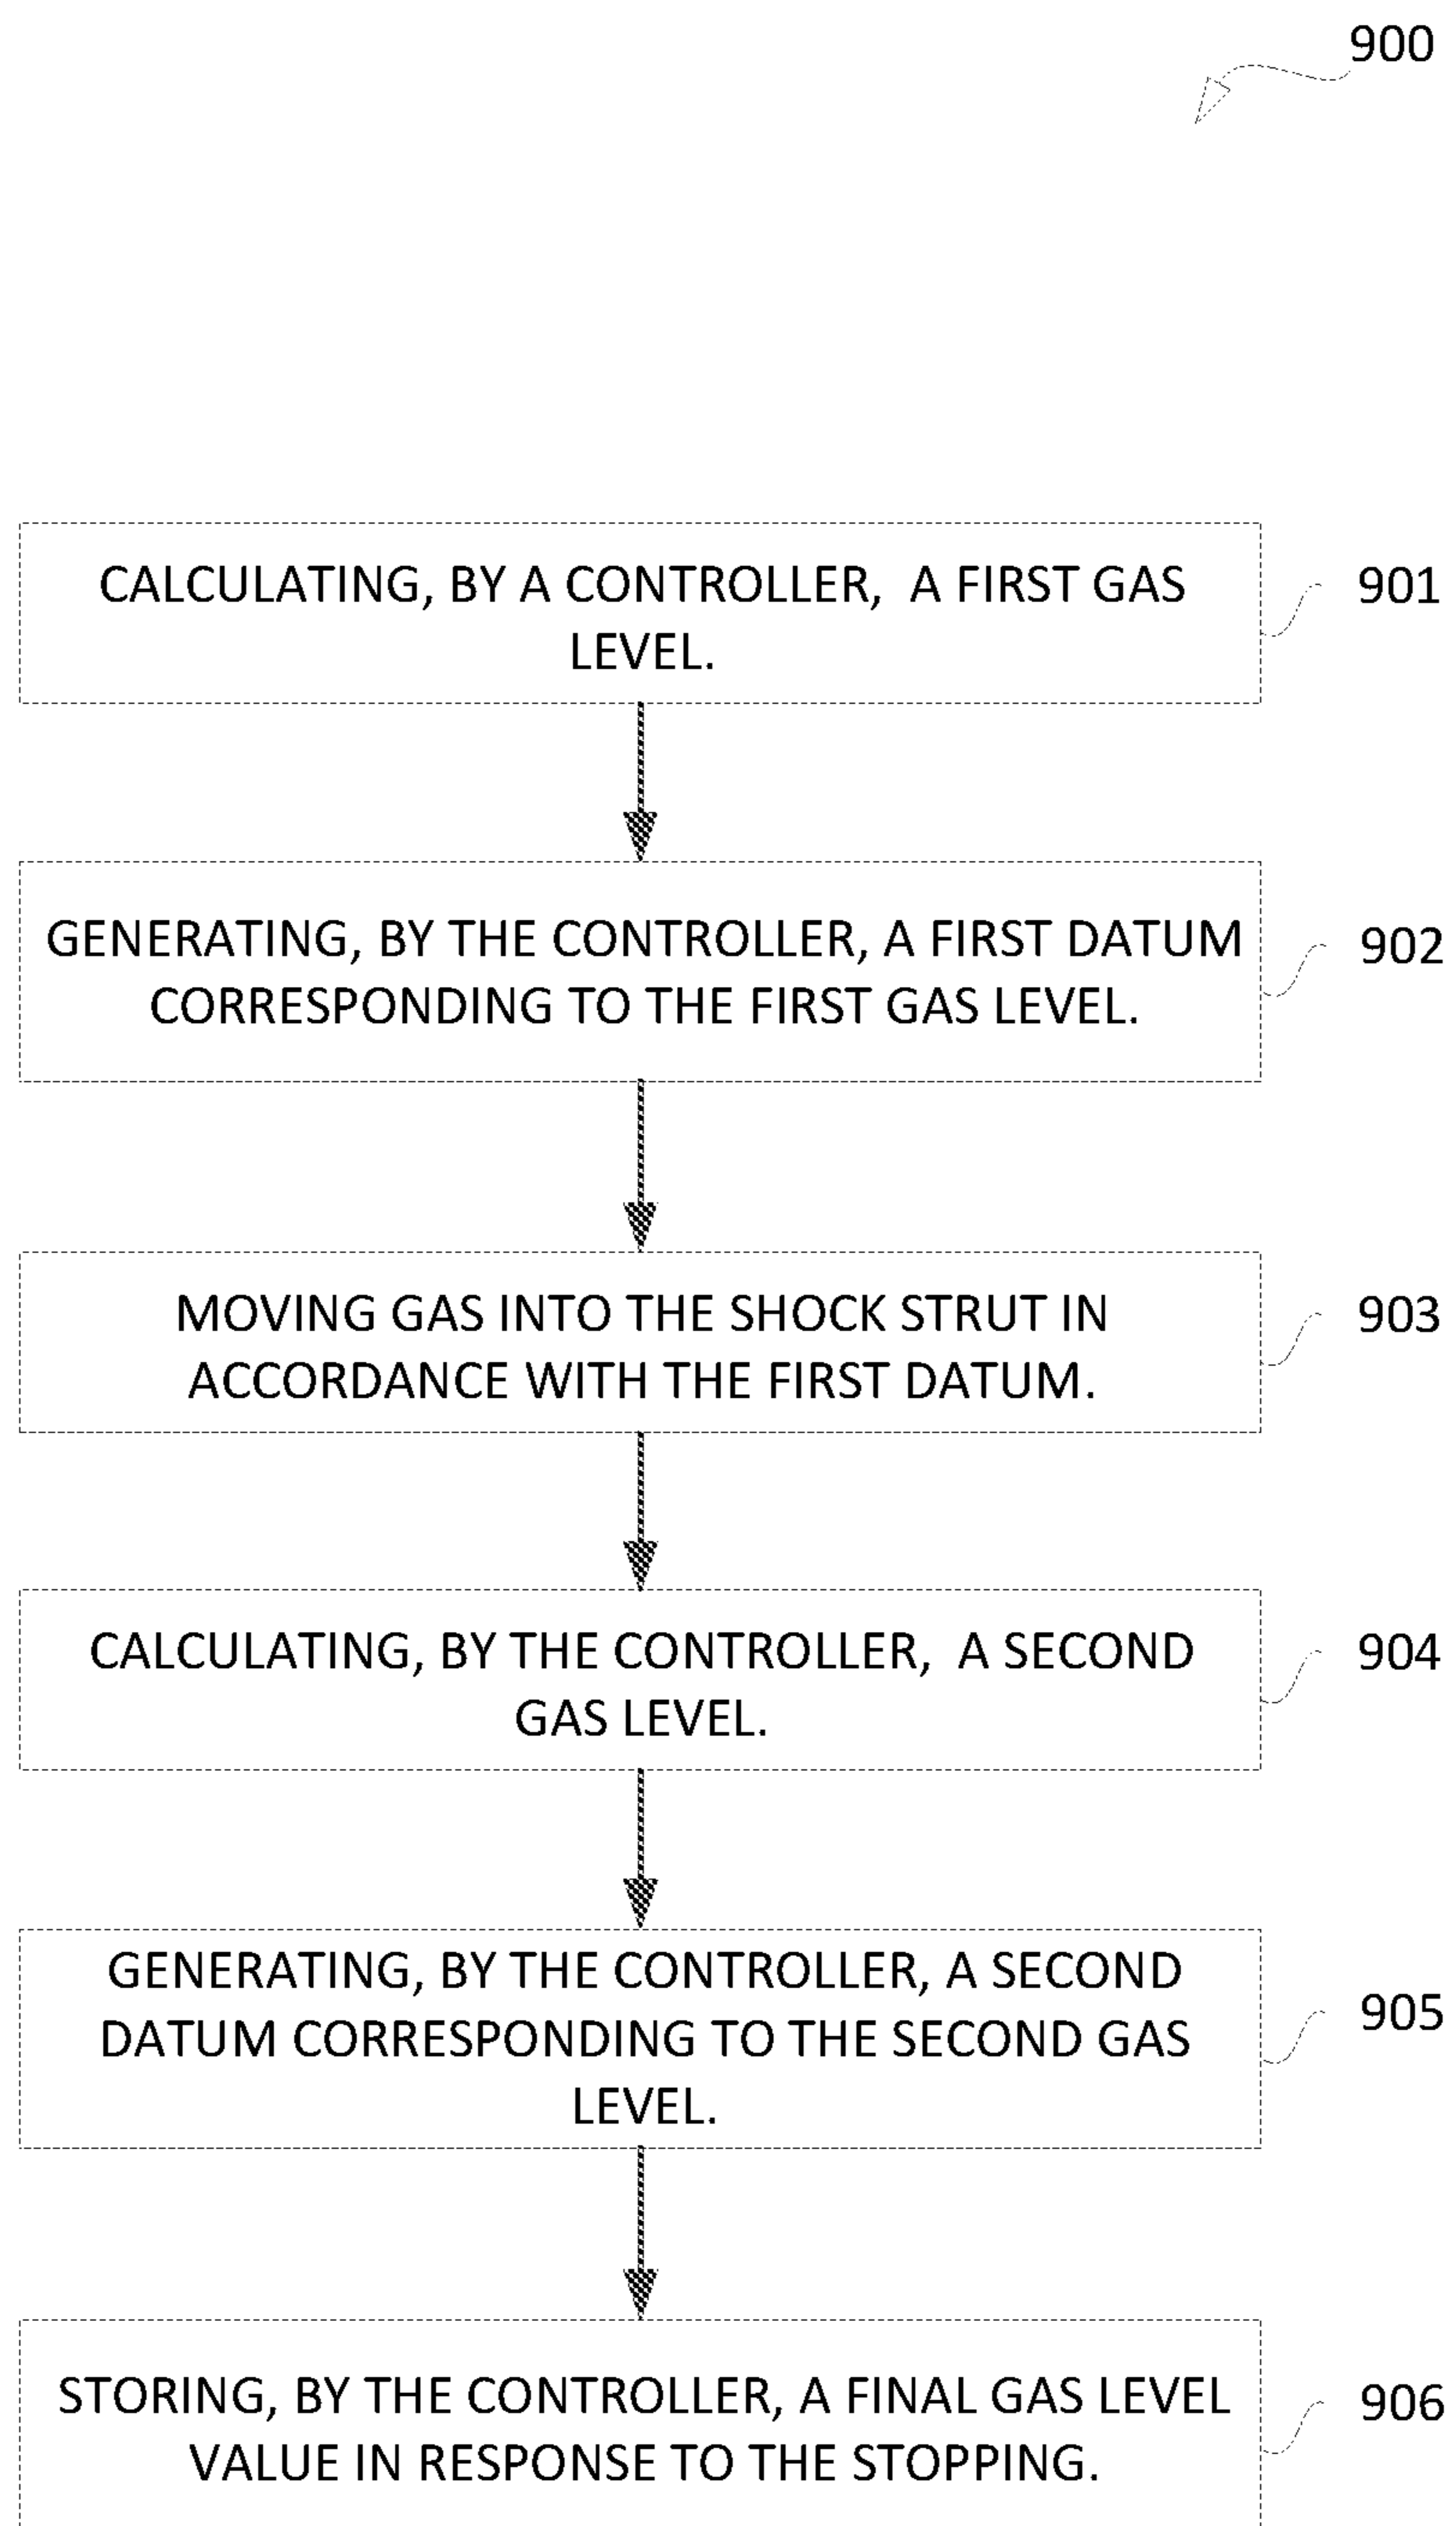 900
CALCULATING, BY A CONTROLLER, A FIRST GAS
LEVEL.
901
GENERATING, BY THE CONTROLLER, A FIRST DATUM
CORRESPONDING TO THE FIRST GAS LEVEL.
902
MOVING GAS INTO THE SHOCK STRUT IN
ACCORDANCE WITH THE FIRST DATUM.
903
CALCULATING, BY THE CONTROLLER, A SECOND
GAS LEVEL.
904
GENERATING, BY THE CONTROLLER, A SECOND
DATUM CORRESPONDING TO THE SECOND GAS
LEVEL.
905
STORING, BY THE CONTROLLER, A FINAL GAS LEVEL
VALUE IN RESPONSE TO THE STOPPING.
906